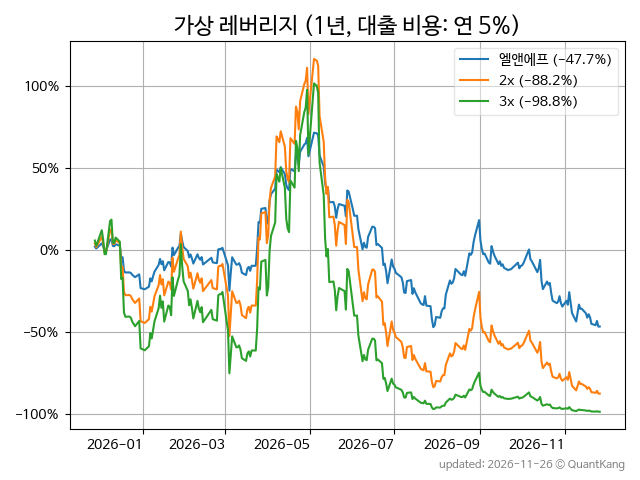 가상 레버리지 (1년, 대출 비용: 연 5%)
엘앤에프 (-47.7%)
2x (-88.2%)
3x (-98.8%)
100%
50%
0%
-50%
-100%
2026-01 2026-03 2026-05 2026-07 2026-09 2026-11
updated: 2026-11-26 © QuantKang